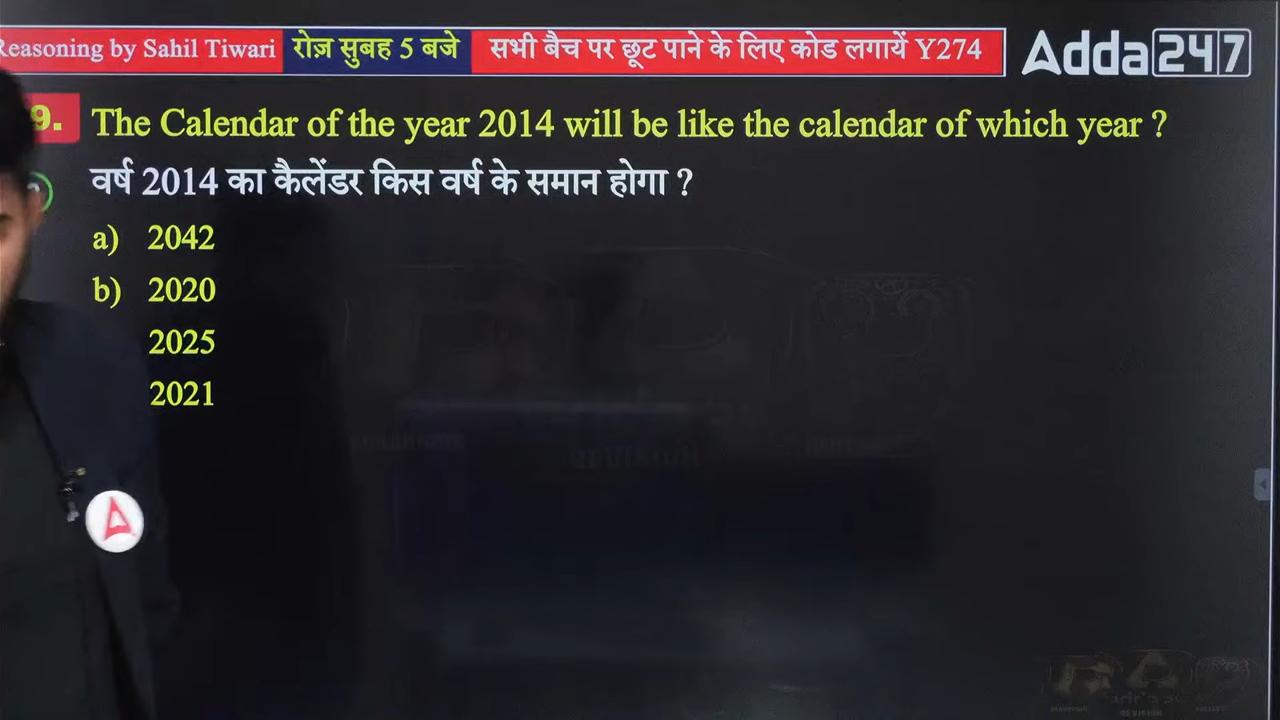 Reasoning by Sahil Tiwari रोज़ सुबह 5 बजे सभी बैच पर छूट पाने के लिए कोड लगायें Y274 Adda247
9. The Calendar of the year 2014 will be like the calendar of which year ?
वर्ष 2014 का कैलेंडर किस वर्ष के समान होगा ?
a) 2042
b) 2020
2025
2021
REVISION